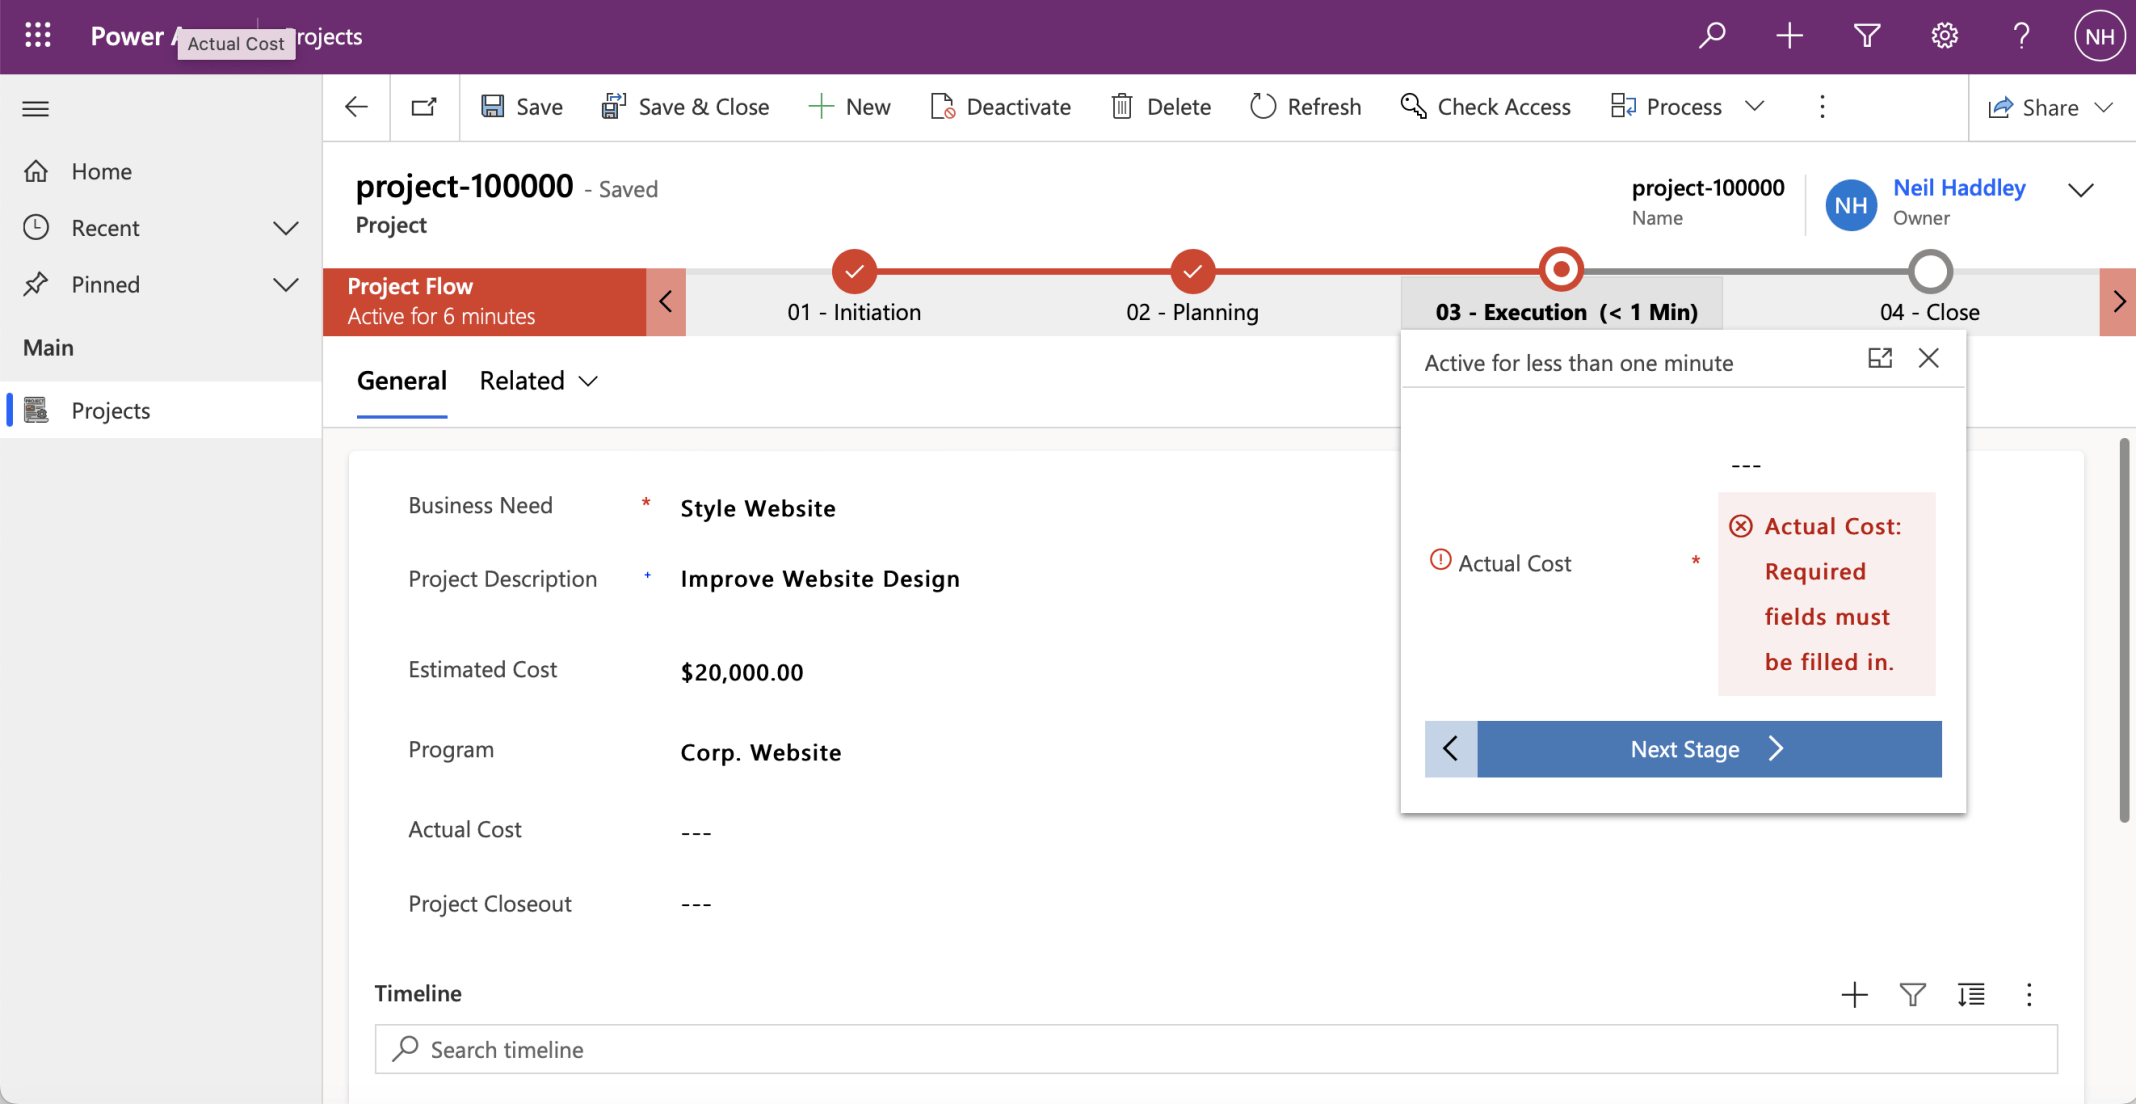 Power A
Actual Cost
rojects
NH
Save
Save & Close
New
Deactivate
Delete
Refresh
Check Access
Process
Share
Home
Recent
Pinned
Main
Projects
project-100000 - Saved
Project
project-100000
Name
NH
Neil Haddley
Owner
Project Flow
Active for 6 minutes
01 - Initiation
02 - Planning
03 - Execution (< 1 Min)
04 - Close
General
Related
Active for less than one minute
---
Actual Cost *
Actual Cost:
Required
fields must
be filled in.
Next Stage
Business Need * Style Website
Project Description + Improve Website Design
Estimated Cost $20,000.00
Program Corp. Website
Actual Cost ---
Project Closeout ---
Timeline
Search timeline